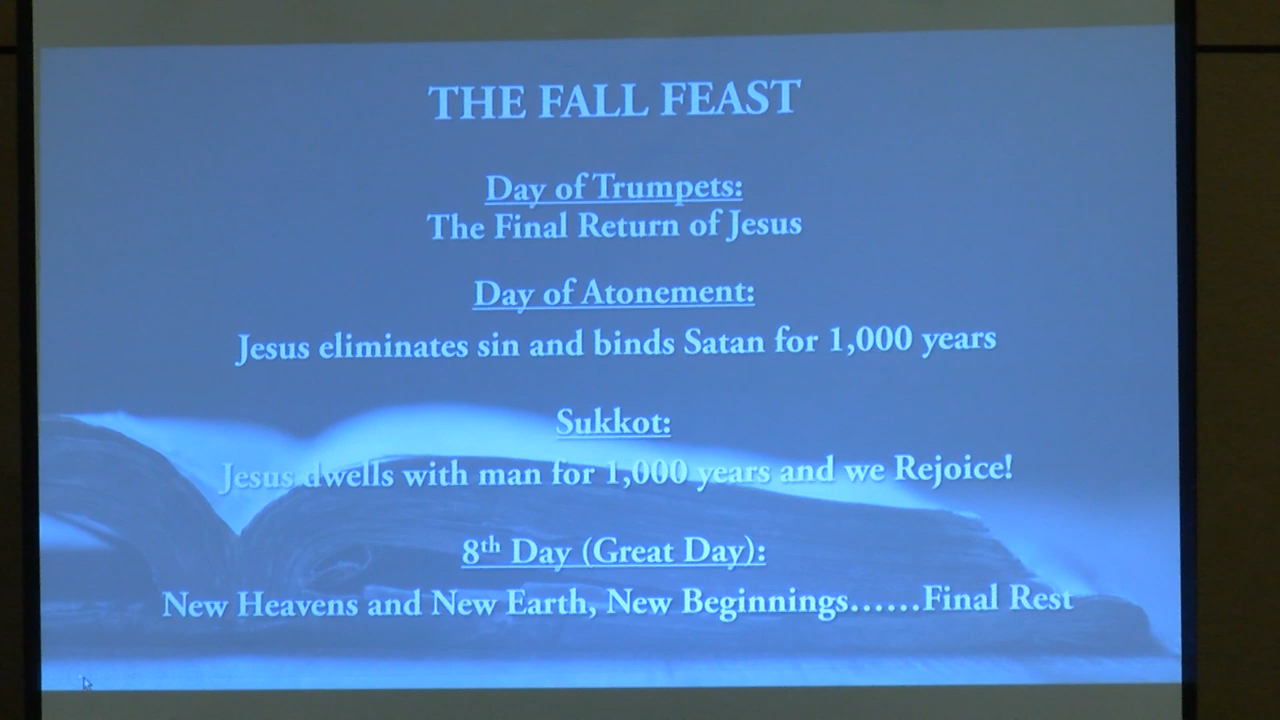 THE FALL FEAST
Day of Trumpets:
The Final Return of Jesus
Day of Atonement:
Jesus eliminates sin and binds Satan for 1,000 years
Sukkot:
Jesus dwells with man for 1,000 years and we Rejoice!
8th Day (Great Day):
New Heavens and New Earth, New Beginnings......Final Rest